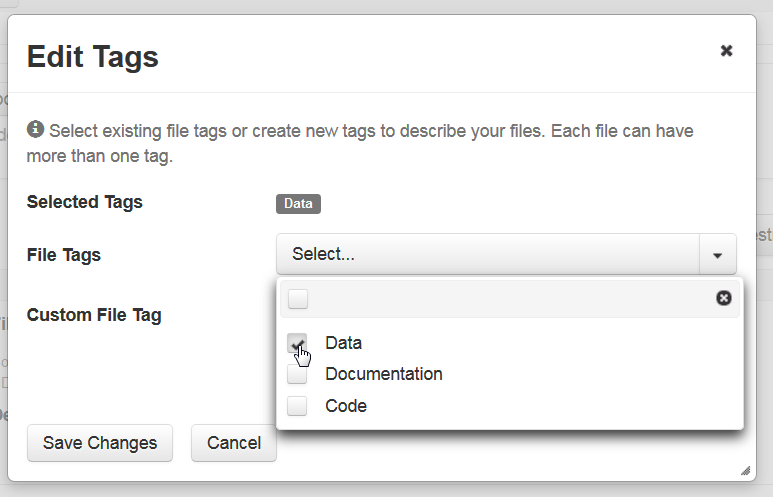 Edit Tags
Select existing file tags or create new tags to describe your files. Each file can have
more than one tag.
Selected Tags
Data
File Tags
Select...
Custom File Tag
Data
Documentation
Code
Save Changes
Cancel